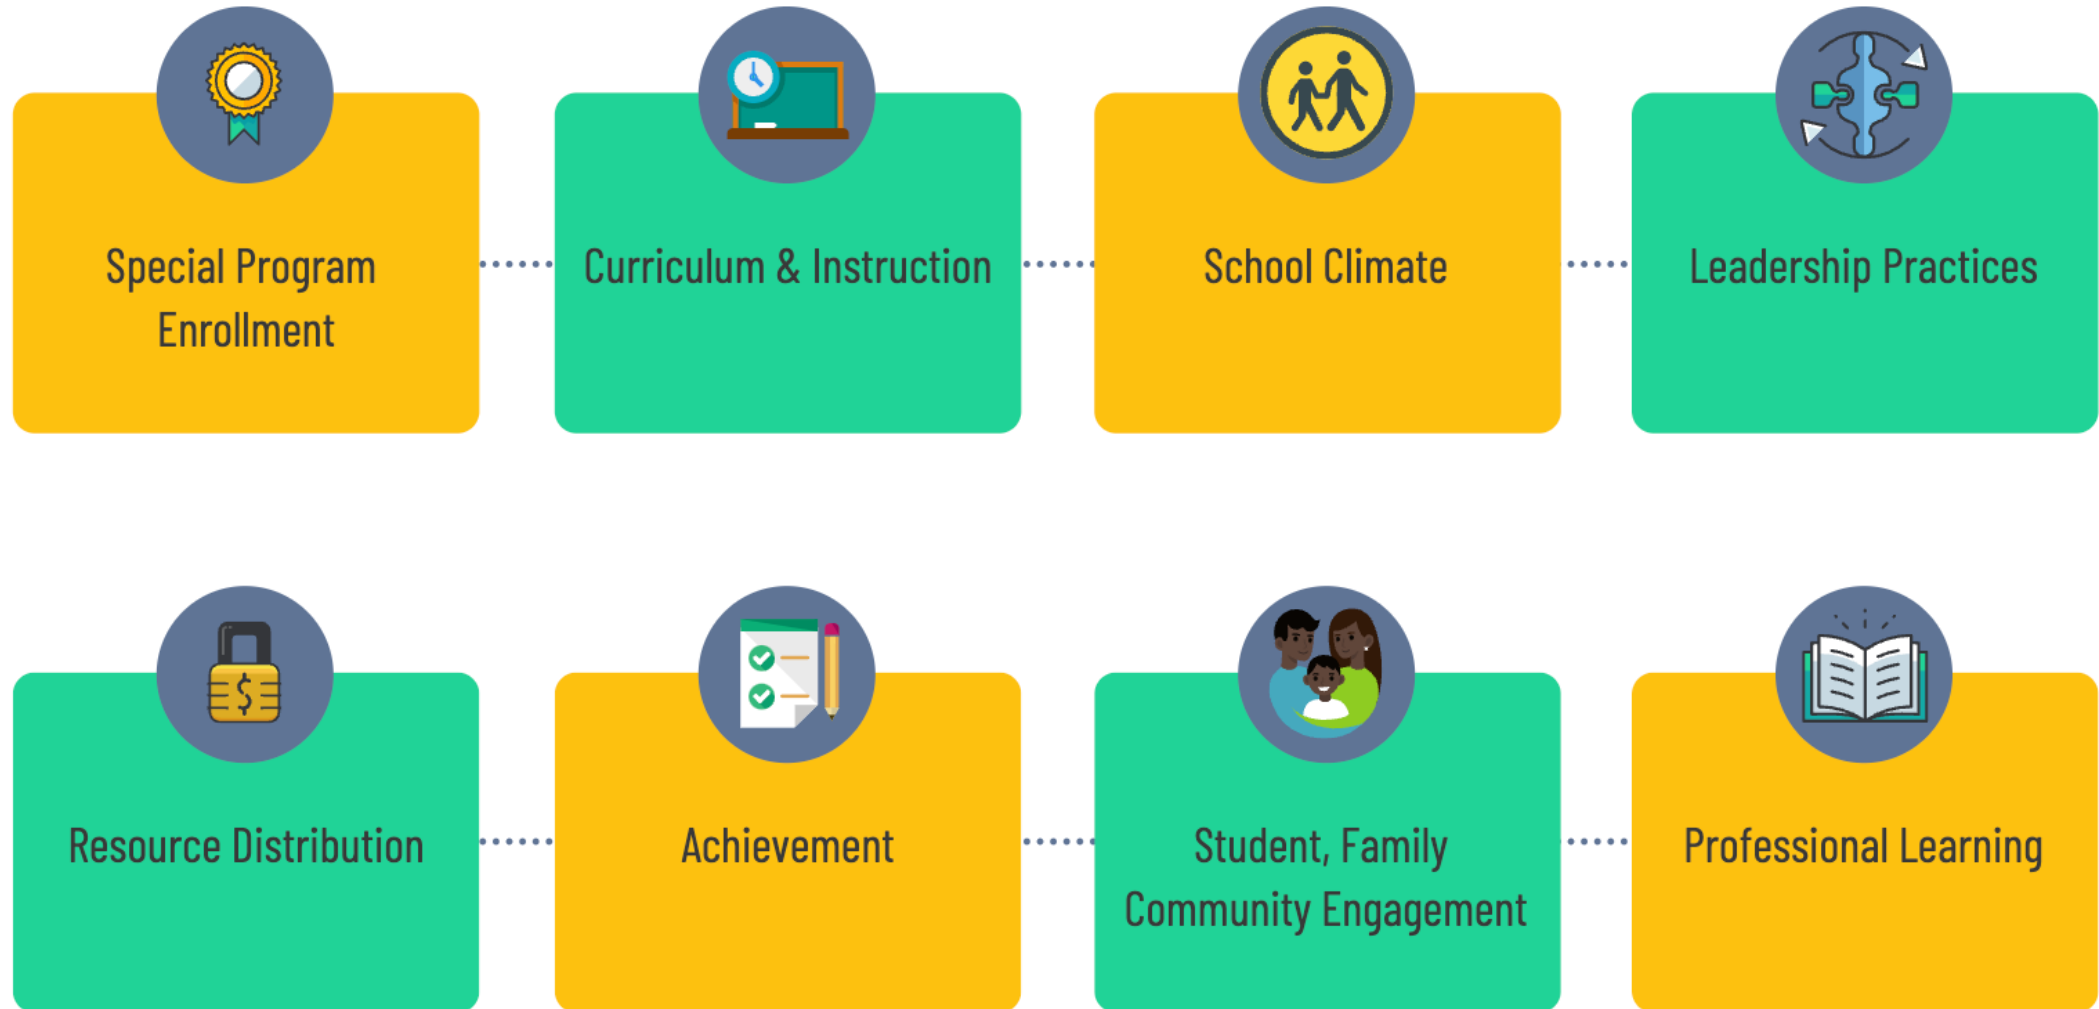 Special Program
Enrollment
Curriculum & Instruction
School Climate
Leadership Practices
$
Resource Distribution
Achievement
Student, Family
Community Engagement
Professional Learning